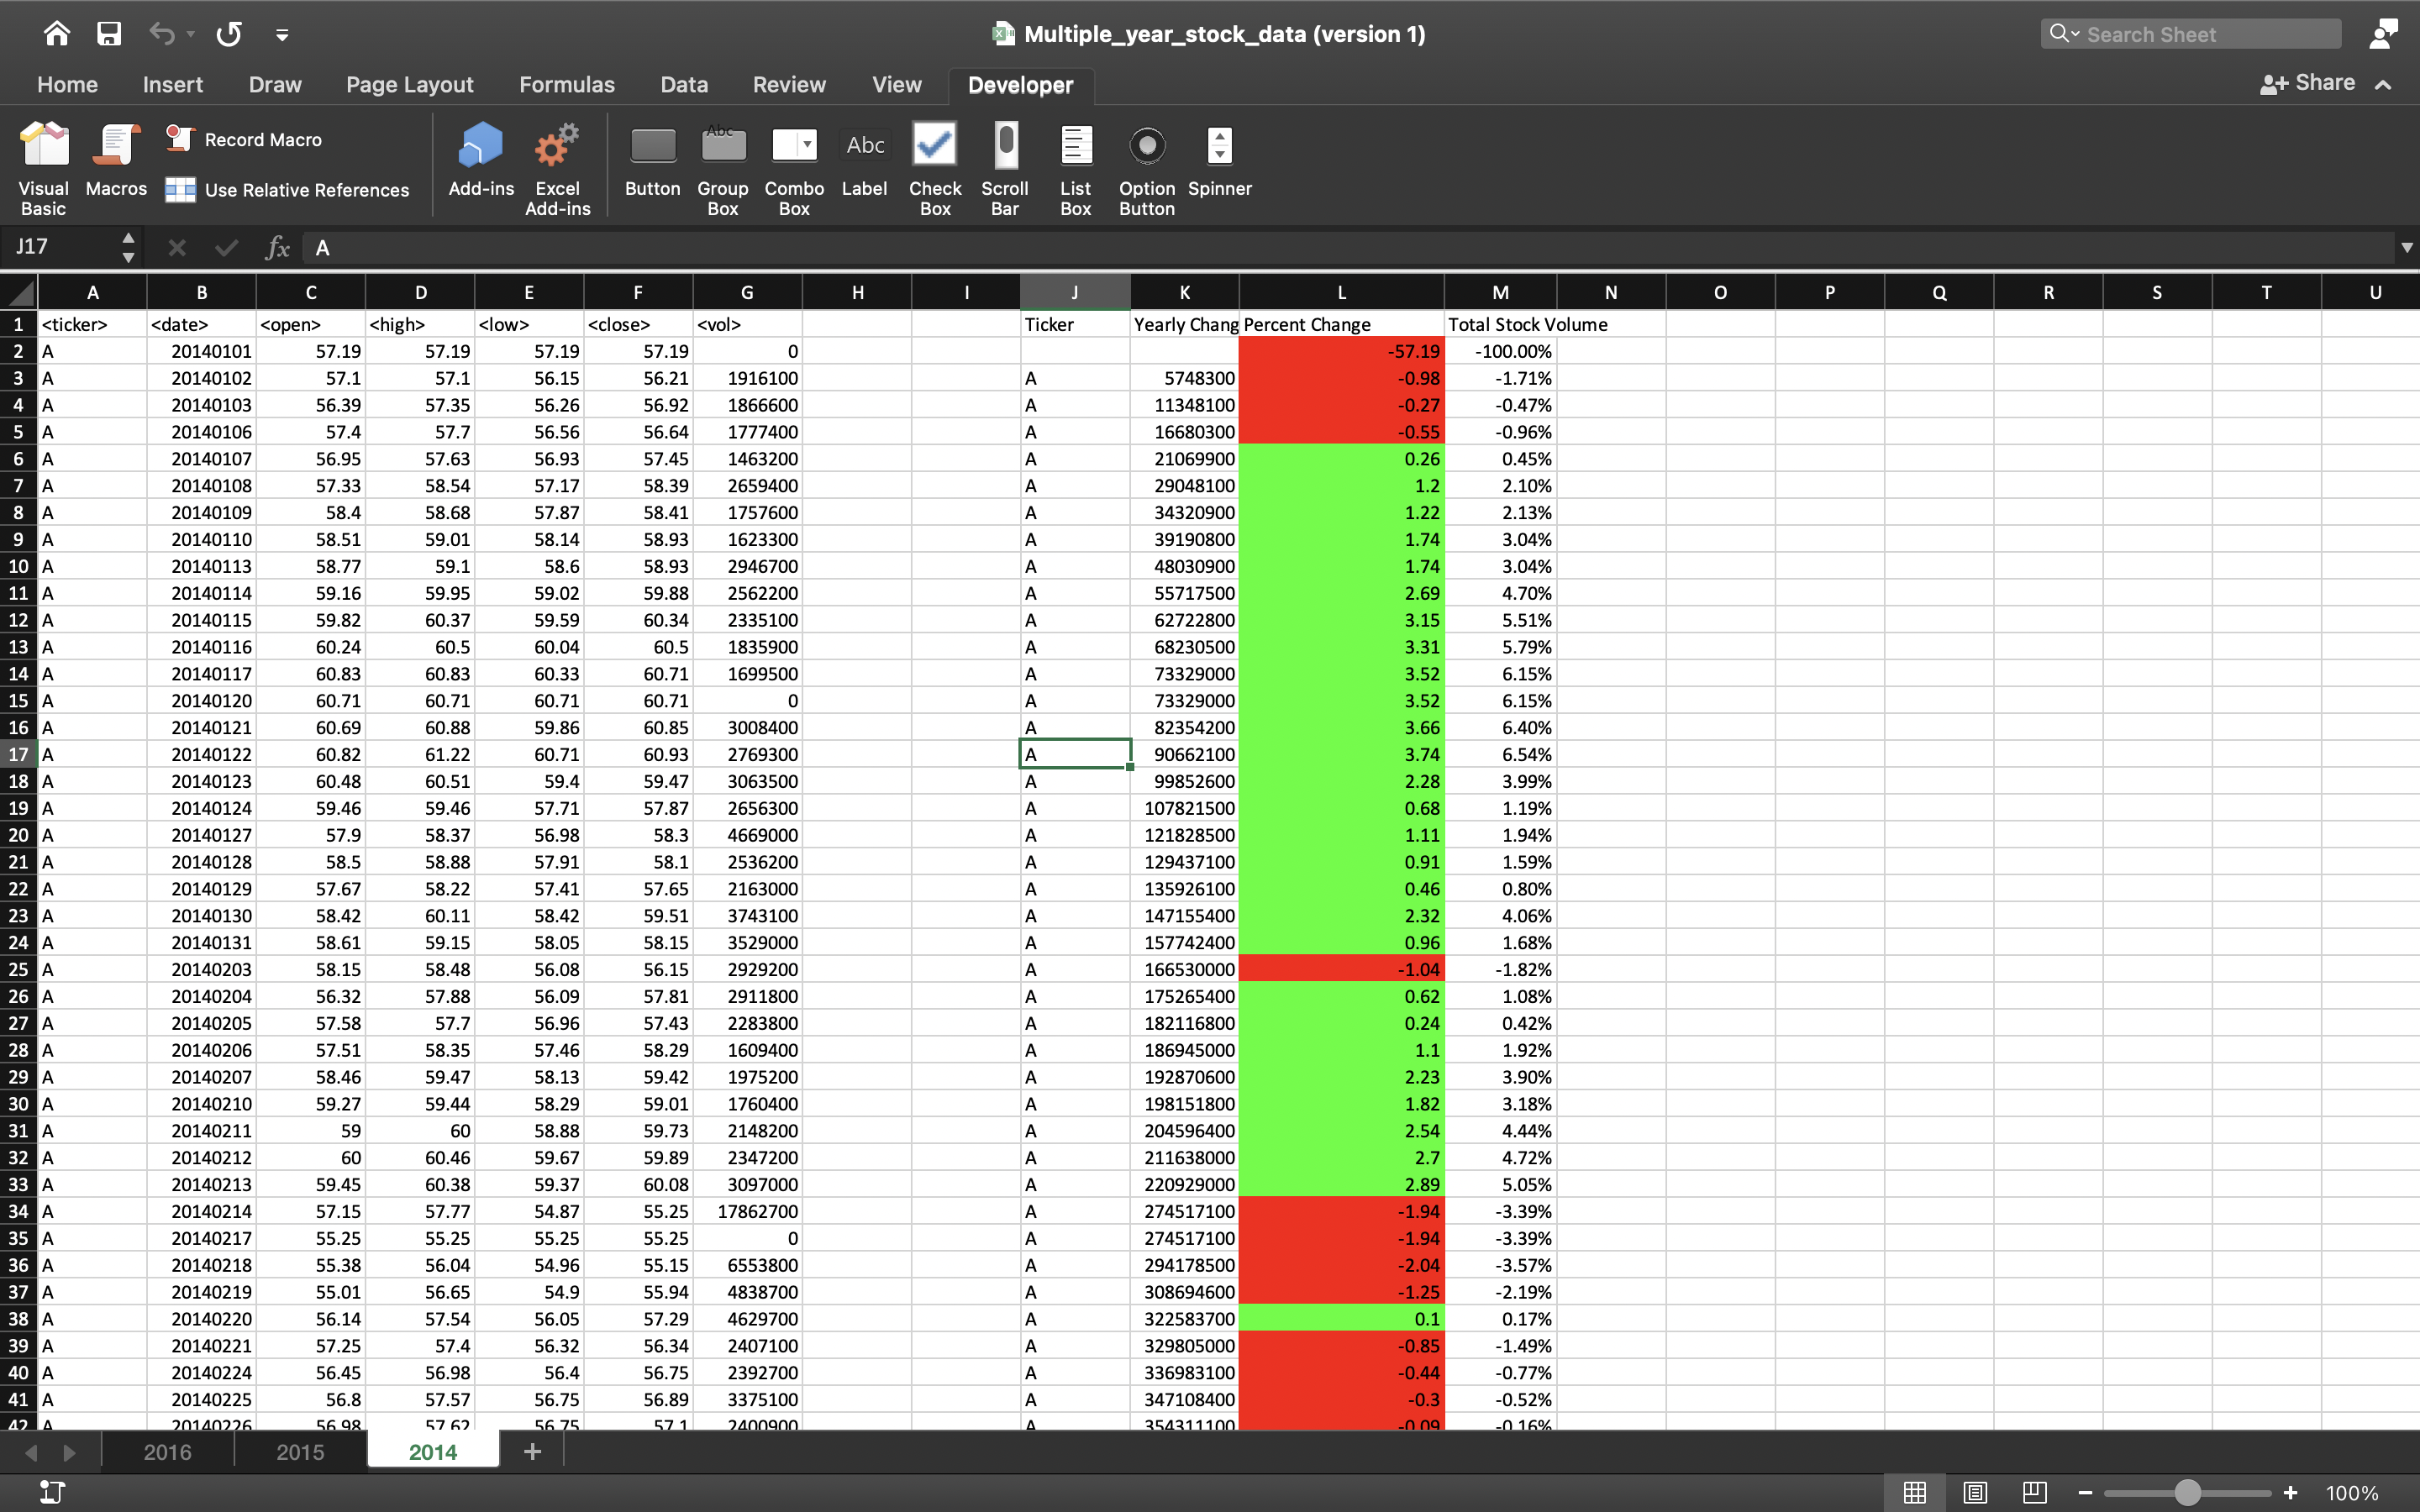 Multiple_year_stock_data (version 1)
Search Sheet
Home Insert Draw Page Layout Formulas Data Review View Developer Share
Visual Basic Macros Record Macro Use Relative References Add-ins Excel Add-ins Button Group Box Combo Box Label Check Box Scroll Bar List Box Option Button Spinner
Abc Abc
J17 fx A
A B C D E F G H I J K L M N O P Q R S T U
1 <ticker> <date> <open> <high> <low> <close> <vol> Ticker Yearly Chang Percent Change Total Stock Volume
2 A 20140101 57.19 57.19 57.19 57.19 0 -57.19 -100.00%
3 A 20140102 57.1 57.1 56.15 56.21 1916100 A 5748300 -0.98 -1.71%
4 A 20140103 56.39 57.35 56.26 56.92 1866600 A 11348100 -0.27 -0.47%
5 A 20140106 57.4 57.7 56.56 56.64 1777400 A 16680300 -0.55 -0.96%
6 A 20140107 56.95 57.63 56.93 57.45 1463200 A 21069900 0.26 0.45%
7 A 20140108 57.33 58.54 57.17 58.39 2659400 A 29048100 1.2 2.10%
8 A 20140109 58.4 58.68 57.87 58.41 1757600 A 34320900 1.22 2.13%
9 A 20140110 58.51 59.01 58.14 58.93 1623300 A 39190800 1.74 3.04%
10 A 20140113 58.77 59.1 58.6 58.93 2946700 A 48030900 1.74 3.04%
11 A 20140114 59.16 59.95 59.02 59.88 2562200 A 55717500 2.69 4.70%
12 A 20140115 59.82 60.37 59.59 60.34 2335100 A 62722800 3.15 5.51%
13 A 20140116 60.24 60.5 60.04 60.5 1835900 A 68230500 3.31 5.79%
14 A 20140117 60.83 60.83 60.33 60.71 1699500 A 73329000 3.52 6.15%
15 A 20140120 60.71 60.71 60.71 60.71 0 A 73329000 3.52 6.15%
16 A 20140121 60.69 60.88 59.86 60.85 3008400 A 82354200 3.66 6.40%
17 A 20140122 60.82 61.22 60.71 60.93 2769300 A 90662100 3.74 6.54%
18 A 20140123 60.48 60.51 59.4 59.47 3063500 A 99852600 2.28 3.99%
19 A 20140124 59.46 59.46 57.71 57.87 2656300 A 107821500 0.68 1.19%
20 A 20140127 57.9 58.37 56.98 58.3 4669000 A 121828500 1.11 1.94%
21 A 20140128 58.5 58.88 57.91 58.1 2536200 A 129437100 0.91 1.59%
22 A 20140129 57.67 58.22 57.41 57.65 2163000 A 135926100 0.46 0.80%
23 A 20140130 58.42 60.11 58.42 59.51 3743100 A 147155400 2.32 4.06%
24 A 20140131 58.61 59.15 58.05 58.15 3529000 A 157742400 0.96 1.68%
25 A 20140203 58.15 58.48 56.08 56.15 2929200 A 166530000 -1.04 -1.82%
26 A 20140204 56.32 57.88 56.09 57.81 2911800 A 175265400 0.62 1.08%
27 A 20140205 57.58 57.7 56.96 57.43 2283800 A 182116800 0.24 0.42%
28 A 20140206 57.51 58.35 57.46 58.29 1609400 A 186945000 1.1 1.92%
29 A 20140207 58.46 59.47 58.13 59.42 1975200 A 192870600 2.23 3.90%
30 A 20140210 59.27 59.44 58.29 59.01 1760400 A 198151800 1.82 3.18%
31 A 20140211 59 60 58.88 59.73 2148200 A 204596400 2.54 4.44%
32 A 20140212 60 60.46 59.67 59.89 2347200 A 211638000 2.7 4.72%
33 A 20140213 59.45 60.38 59.37 60.08 3097000 A 220929000 2.89 5.05%
34 A 20140214 57.15 57.77 54.87 55.25 17862700 A 274517100 -1.94 -3.39%
35 A 20140217 55.25 55.25 55.25 55.25 0 A 274517100 -1.94 -3.39%
36 A 20140218 55.38 56.04 54.96 55.15 6553800 A 294178500 -2.04 -3.57%
37 A 20140219 55.01 56.65 54.9 55.94 4838700 A 308694600 -1.25 -2.19%
38 A 20140220 56.14 57.54 56.05 57.29 4629700 A 322583700 0.1 0.17%
39 A 20140221 57.25 57.4 56.32 56.34 2407100 A 329805000 -0.85 -1.49%
40 A 20140224 56.45 56.98 56.4 56.75 2392700 A 336983100 -0.44 -0.77%
41 A 20140225 56.8 57.57 56.75 56.89 3375100 A 347108400 -0.3 -0.52%
42 A 20140226 56.98 57.62 56.75 57.1 2400900 A 354311100 -0.09 -0.16%
2016 2015 2014 +
100%